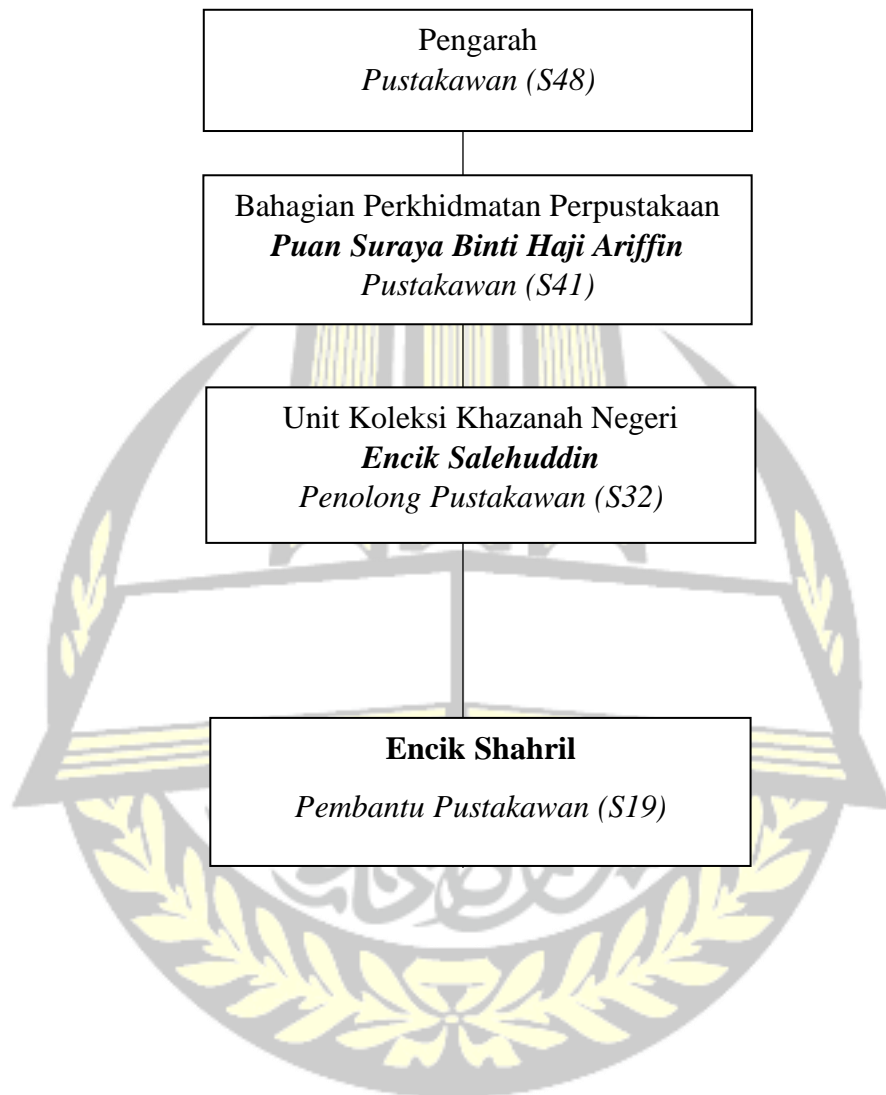 Pengarah
Pustakawan (S48)
Bahagian Perkhidmatan Perpustakaan
Puan Suraya Binti Haji Ariffin
Pustakawan (S41)
Unit Koleksi Khazanah Negeri
Encik Salehuddin
Penolong Pustakawan (S32)
Encik Shahril
Pembantu Pustakawan (S19)